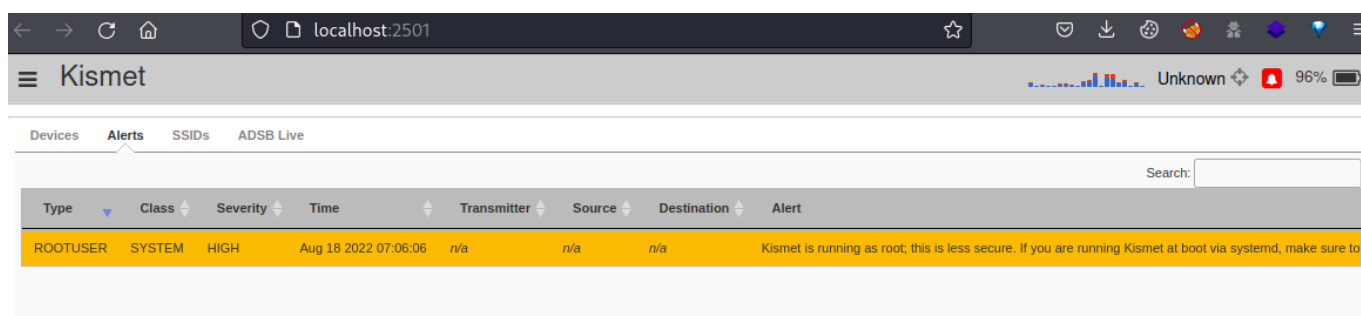 localhost:2501
Kismet Unknown 96%
Devices Alerts SSIDs ADSB Live
Search:
Type Class Severity Time Transmitter Source Destination Alert
ROOTUSER SYSTEM HIGH Aug 18 2022 07:06:06 n/a n/a n/a Kismet is running as root; this is less secure. If you are running Kismet at boot via systemd, make sure to